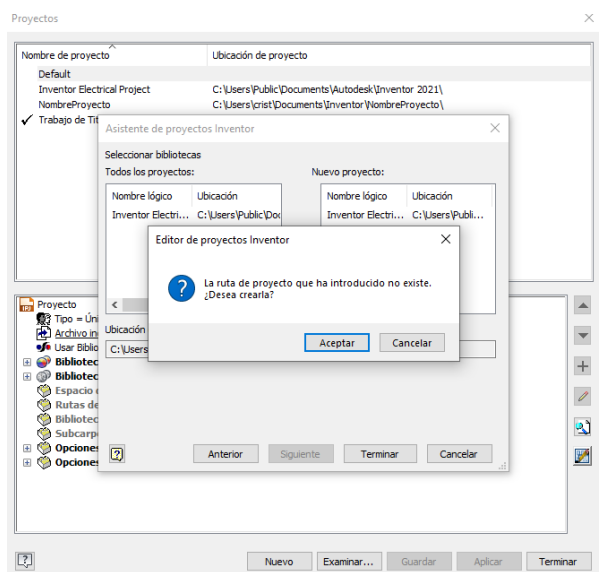 Proyectos
Nombre de proyecto Ubicación de proyecto
Default
Inventor Electrical Project C:\Users\Public\Documents\Autodesk\Inventor 2021\
NombreProyecto C:\Users\crist\Documents\Inventor\NombreProyecto\
Trabajo de Tit
Asistente de proyectos Inventor
Seleccionar bibliotecas
Todos los proyectos: Nuevo proyecto:
Nombre lógico Ubicación Nombre lógico Ubicación
Inventor Electri... C:\Users\Public\Doc Inventor Electri... C:\Users\Publi...
Editor de proyectos Inventor
La ruta de proyecto que ha introducido no existe.
¿Desea crearla?
Aceptar Cancelar
Proyecto
Tipo = Úni
Archivo in
Usar Biblio
Bibliotec
Bibliotec
Espacio
Rutas de
Bibliotec
Subcarp
Opciones
Opciones
Ubicación
C:\Users
Anterior Siguiente Terminar Cancelar
Nuevo Examinar... Guardar Aplicar Terminar